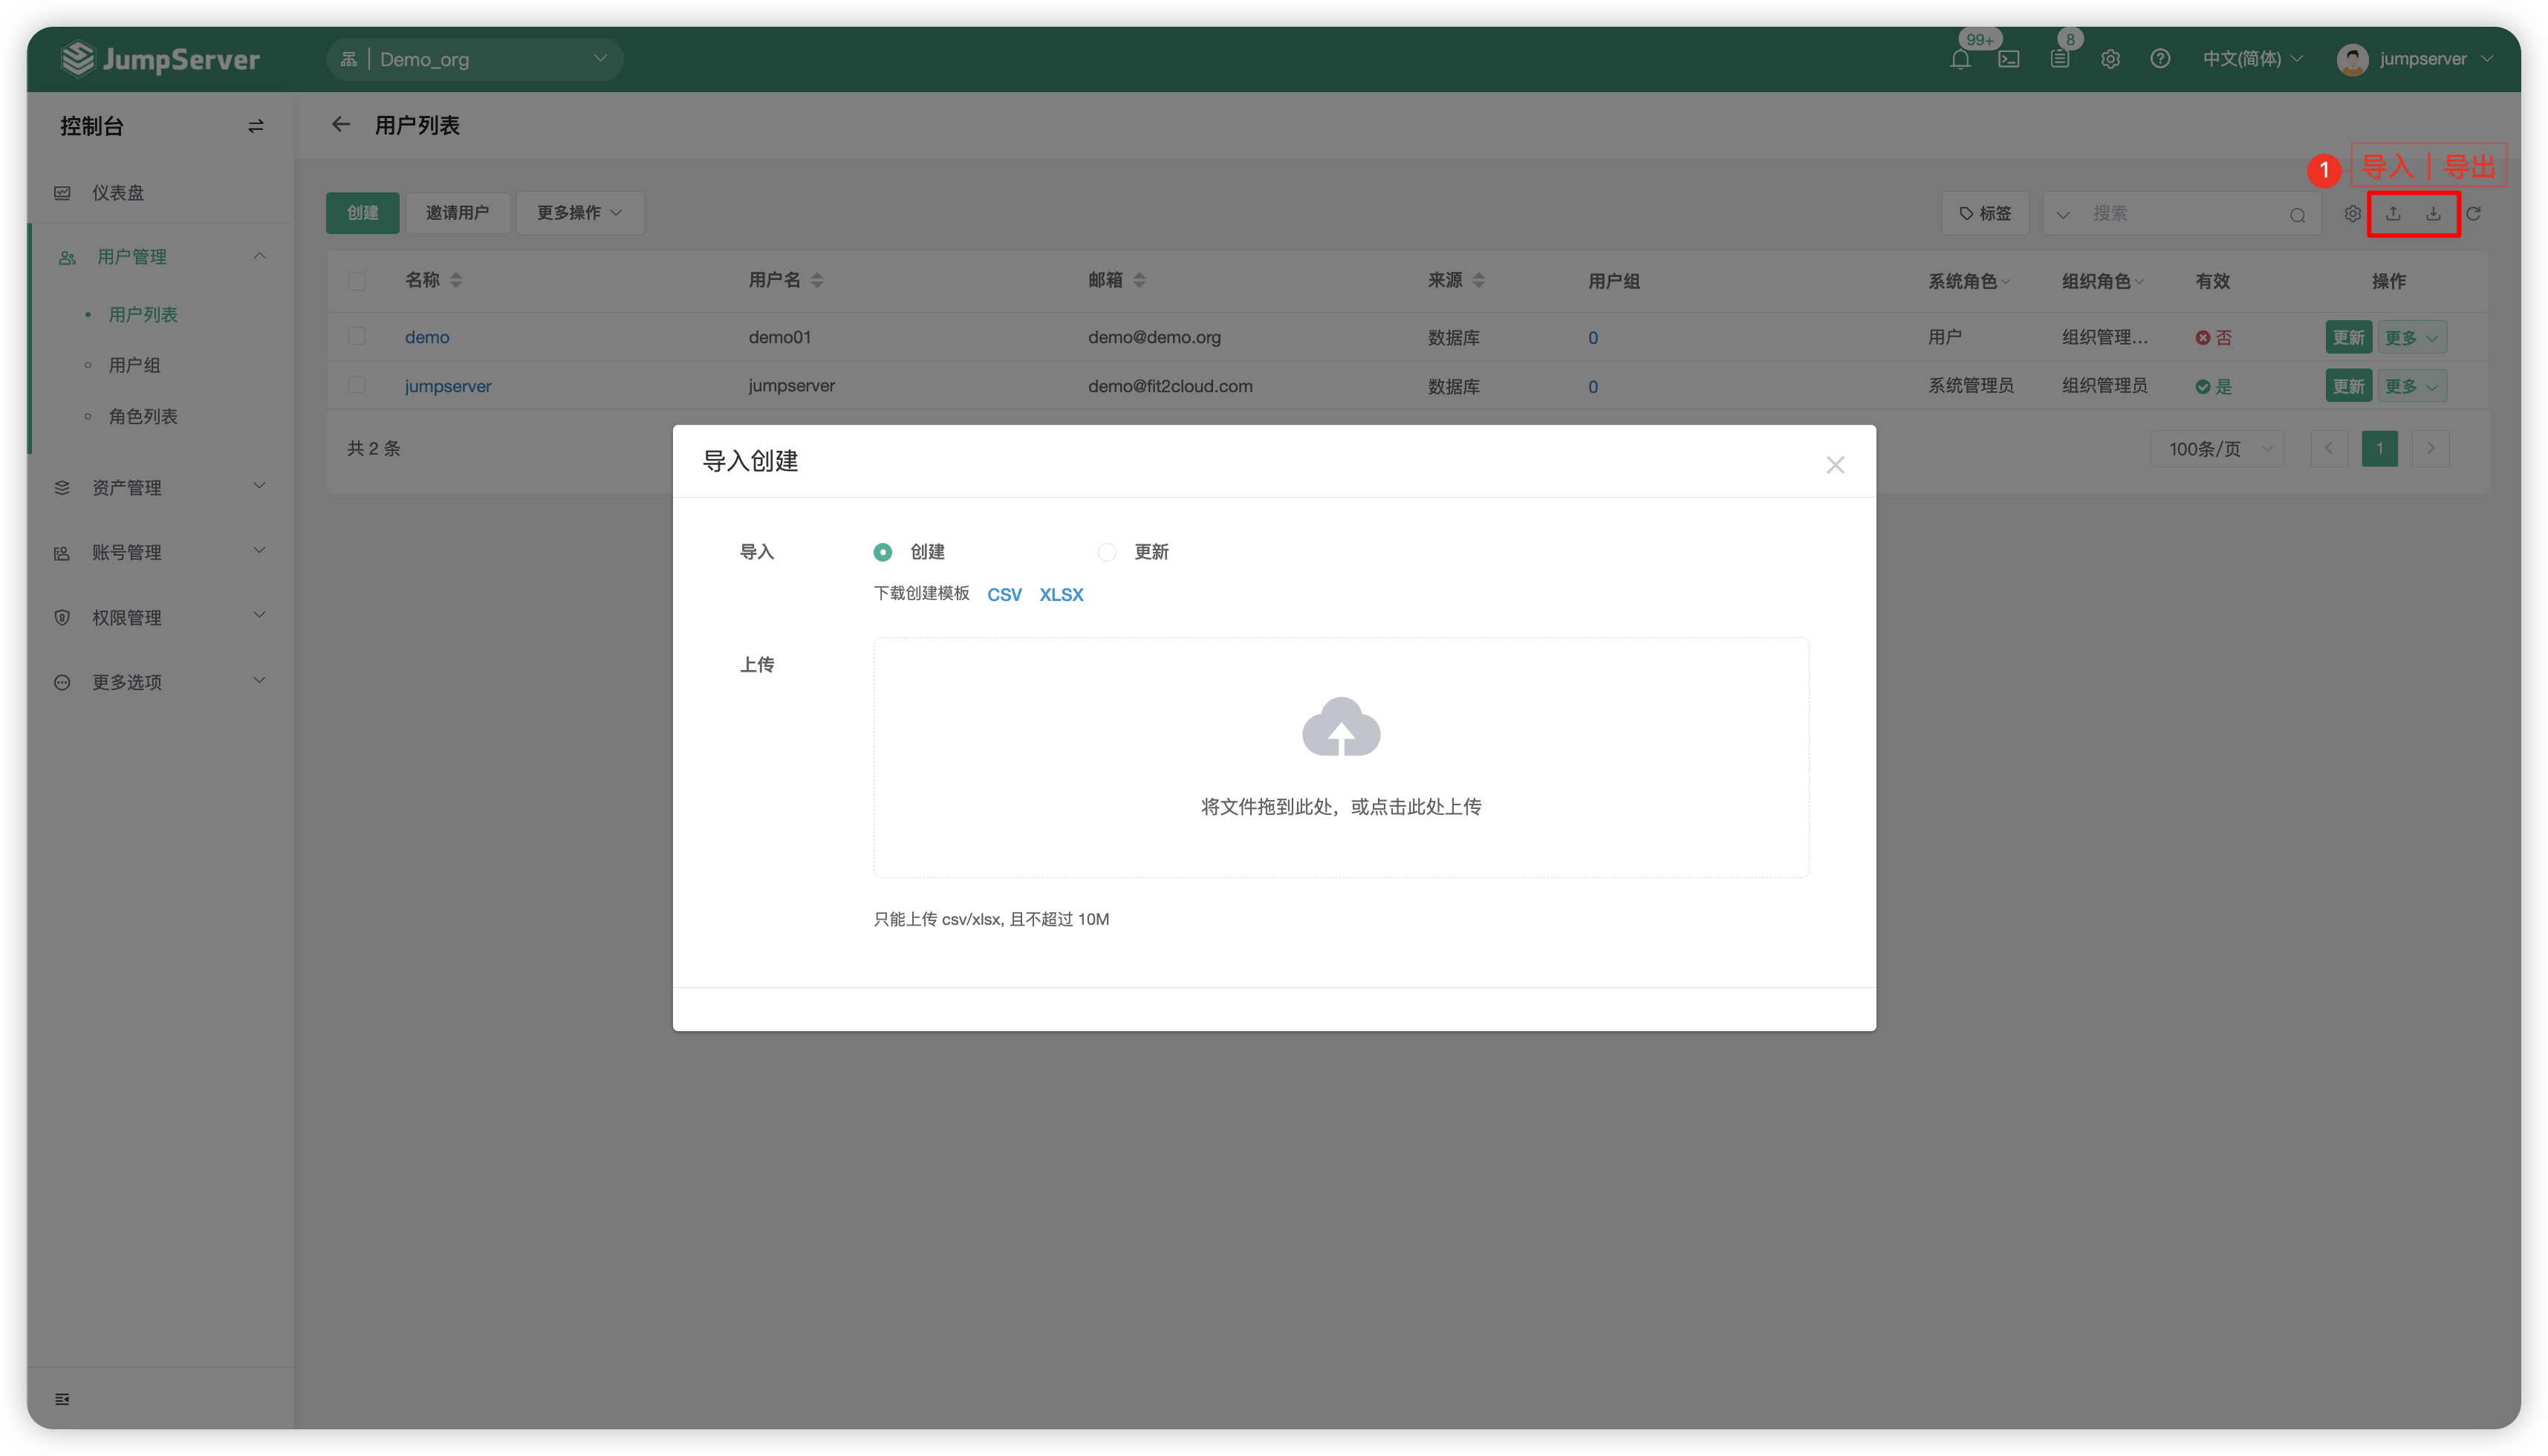 JumpServer
Demo_org
99+
8
中文(简体)
jumpserver
控制台
用户列表
1 导入 | 导出
仪表盘
创建 邀请用户 更多操作 标签 搜索
用户管理
名称 用户名 邮箱 来源 用户组 系统角色 组织角色 有效 操作
用户列表
demo demo01 demo@demo.org 数据库 0 用户 组织管理... 否 更新 更多
用户组
jumpserver jumpserver demo@fit2cloud.com 数据库 0 系统管理员 组织管理员 是 更新 更多
角色列表
共 2 条 100条/页 1
资产管理
账号管理
权限管理
更多选项
导入创建
导入 创建 更新
下载创建模板 CSV XLSX
上传
将文件拖到此处，或点击此处上传
只能上传 csv/xlsx, 且不超过 10M